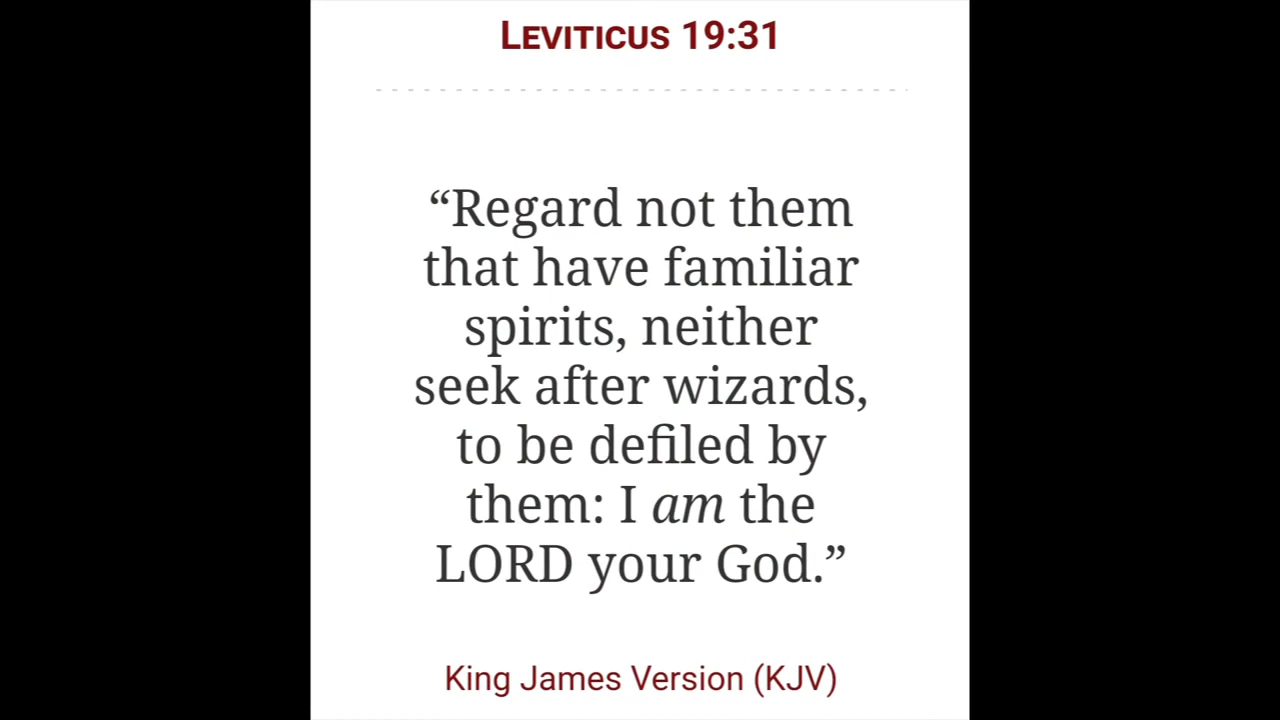 LEVITICUS 19:31
“Regard not them
that have familiar
spirits, neither
seek after wizards,
to be defiled by
them: I am the
LORD your God.”
King James Version (KJV)